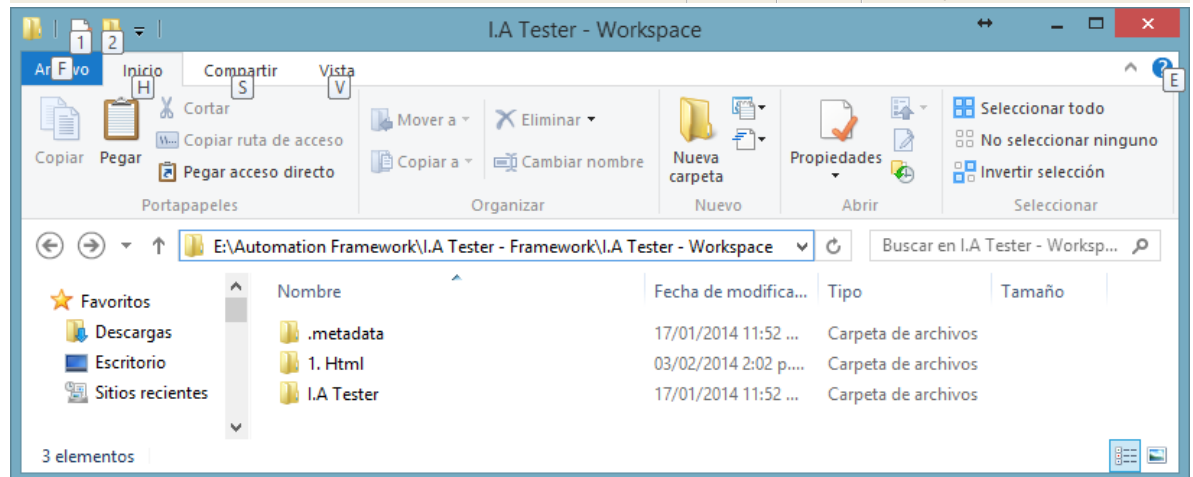 I.A Tester - Workspace
1 2
Ar F vo Inicio Compartir Vista
H S V E
Copiar
Pegar
Cortar
Copiar ruta de acceso
Pegar acceso directo
Portapapeles
Mover a
Copiar a
Eliminar
Cambiar nombre
Organizar
Nueva
carpeta
Nuevo
Propiedades
Abrir
Seleccionar todo
No seleccionar ninguno
Invertir selección
Seleccionar
E:\Automation Framework\I.A Tester - Framework\I.A Tester - Workspace
Buscar en I.A Tester - Worksp...
Favoritos
Descargas
Escritorio
Sitios recientes
Nombre Fecha de modifica... Tipo Tamaño
.metadata 17/01/2014 11:52 ... Carpeta de archivos
1. Html 03/02/2014 2:02 p.... Carpeta de archivos
I.A Tester 17/01/2014 11:52 ... Carpeta de archivos
3 elementos